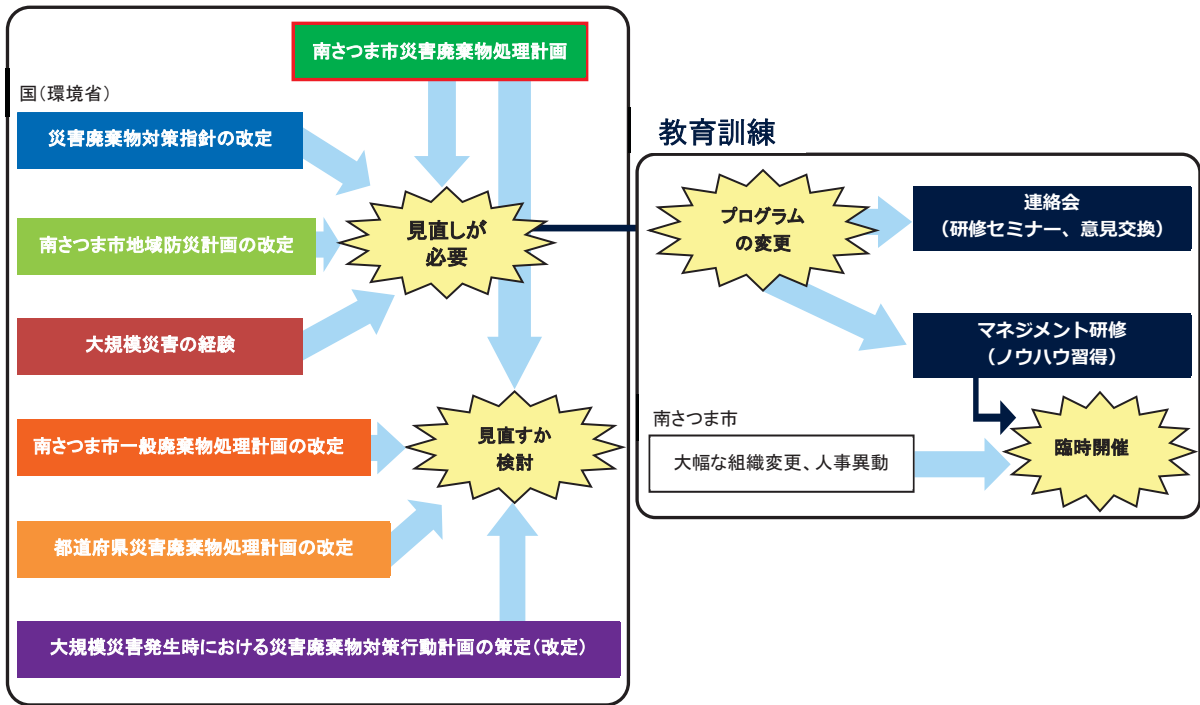 南さつま市災害廃棄物処理計画
国(環境省)
災害廃棄物対策指針の改定
南さつま市地域防災計画の改定
大規模災害の経験
見直しが
必要
南さつま市一般廃棄物処理計画の改定
都道府県災害廃棄物処理計画の改定
見直すか
検討
大規模災害発生時における災害廃棄物対策行動計画の策定(改定)
教育訓練
プログラム
の変更
連絡会
(研修セミナー、意見交換)
マネジメント研修
(ノウハウ習得)
南さつま市
大幅な組織変更、人事異動
臨時開催